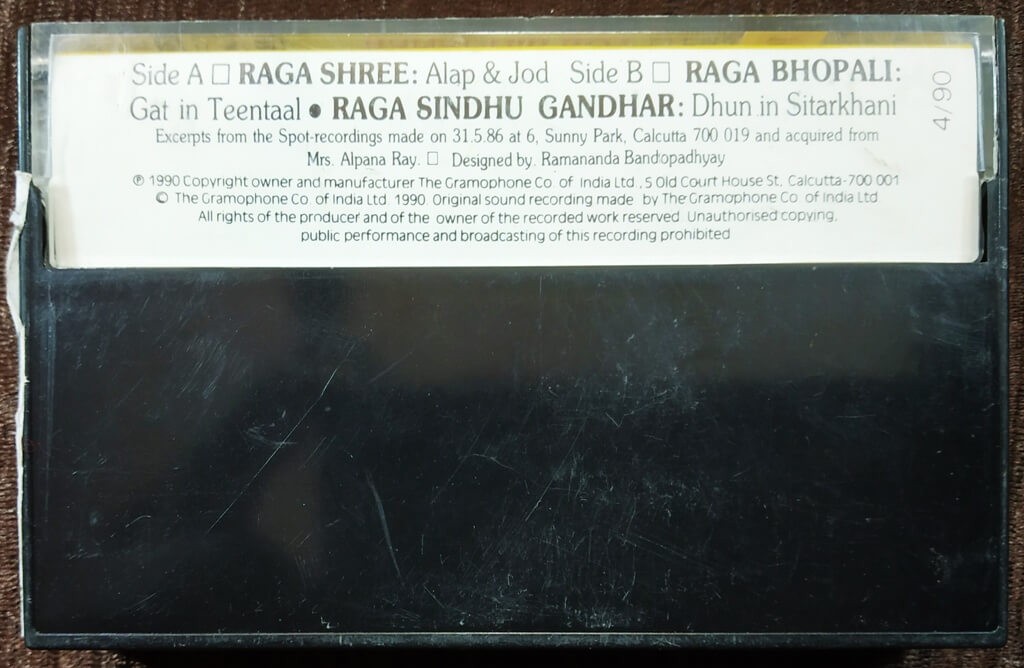 Side A □ RAGA SHREE: Alap & Jod Side B □ RAGA BHOPALI:
Gat in Teentaal ● RAGA SINDHU GANDHAR: Dhun in Sitarkhani
Excerpts from the Spot-recordings made on 31.5.86 at 6, Sunny Park, Calcutta 700 019 and acquired from
Mrs. Alpana Ray. □ Designed by. Ramananda Bandopadhyay
℗ 1990 Copyright owner and manufacturer The Gramophone Co. of India Ltd., 5 Old Court House St. Calcutta-700 001
© The Gramophone Co. of India Ltd. 1990. Original sound recording made by The Gramophone Co. of India Ltd
All rights of the producer and of the owner of the recorded work reserved. Unauthorised copying,
public performance and broadcasting of this recording prohibited
4/90